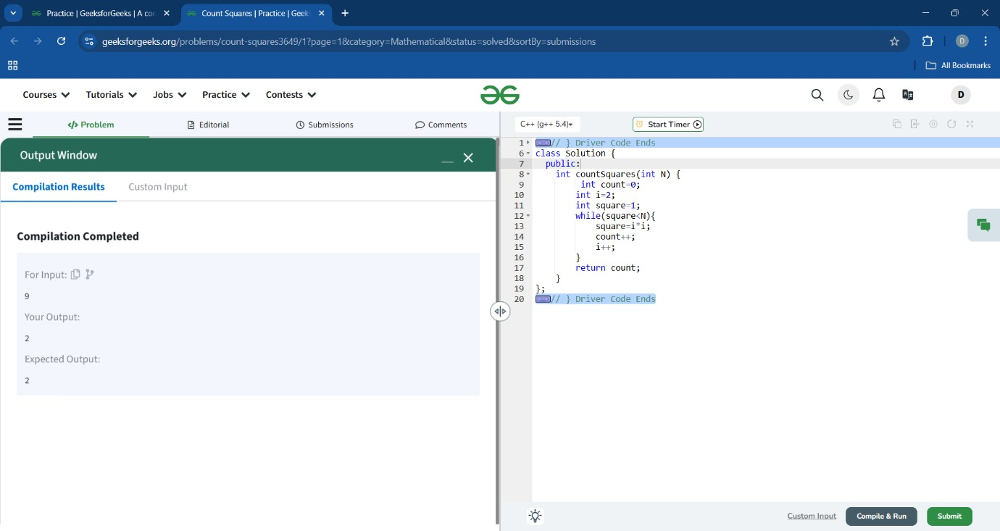 Practice | GeeksforGeeks | A co
Count Squares | Practice | Geek
geeksforgeeks.org/problems/count-squares3649/1?page=1&category=Mathematical&status=solved&sortBy=submissions
D
All Bookmarks
Courses
Tutorials
Jobs
Practice
Contests
D
Problem
Editorial
Submissions
Comments
C++ (g++ 5.4)
Start Timer
Output Window
Compilation Results
Custom Input
Compilation Completed
For Input:
9
Your Output:
2
Expected Output:
2
1 // } Driver Code Ends
6 class Solution {
7 public:
8 int countSquares(int N) {
9 int count=0;
10 int i=2;
11 int square=1;
12 while(square<N){
13 square=i*i;
14 count++;
15 i++;
16 }
17 return count;
18 }
19 };
20 // } Driver Code Ends
Custom Input
Compile & Run
Submit